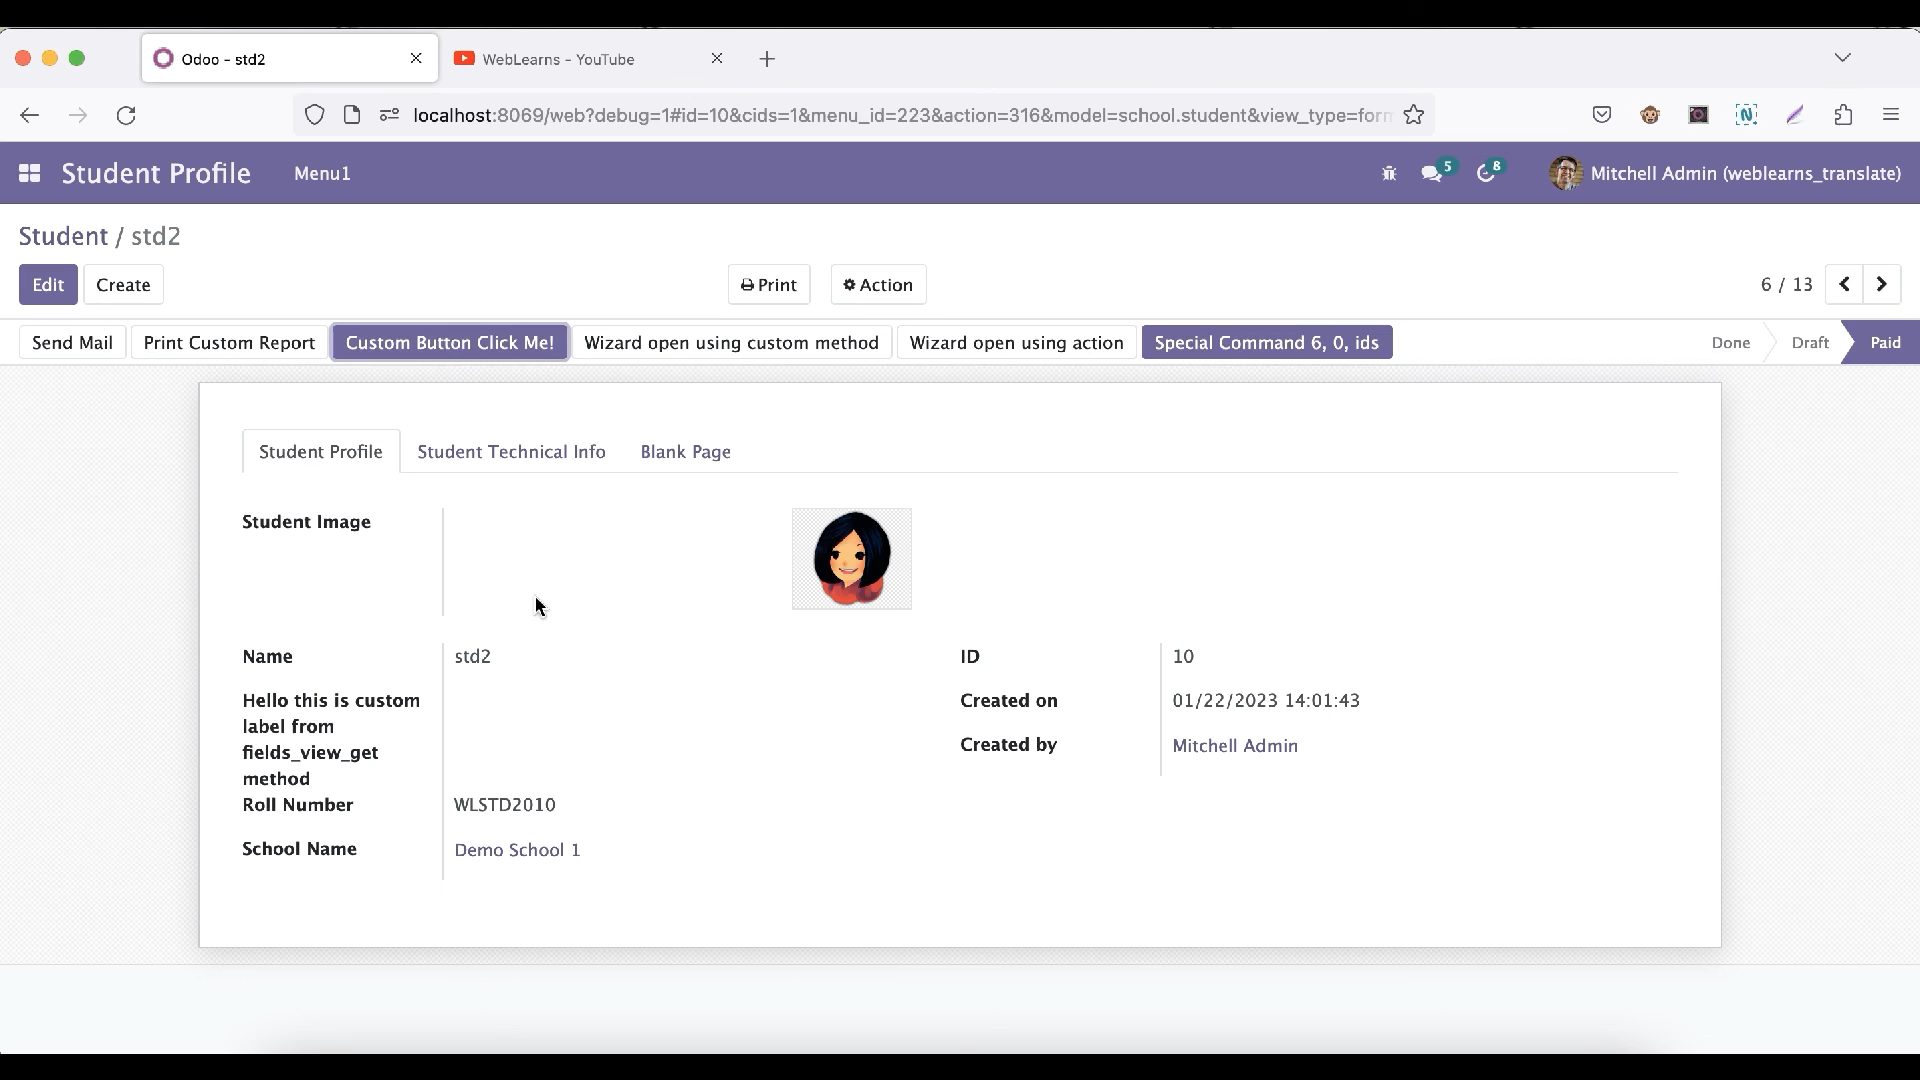 Odoo - std2
WebLearns - YouTube
localhost:8069/web?debug=1#id=10&cids=1&menu_id=223&action=316&model=school.student&view_type=form
Student Profile
Menu1
5
8
Mitchell Admin (weblearns_translate)
Student / std2
Edit
Create
Print
Action
6 / 13
Send Mail
Print Custom Report
Custom Button Click Me!
Wizard open using custom method
Wizard open using action
Special Command 6, 0, ids
Done
Draft
Paid
Student Profile
Student Technical Info
Blank Page
Student Image
Name
std2
ID
10
Hello this is custom
label from
fields_view_get
method
Created on
01/22/2023 14:01:43
Created by
Mitchell Admin
Roll Number
WLSTD2010
School Name
Demo School 1